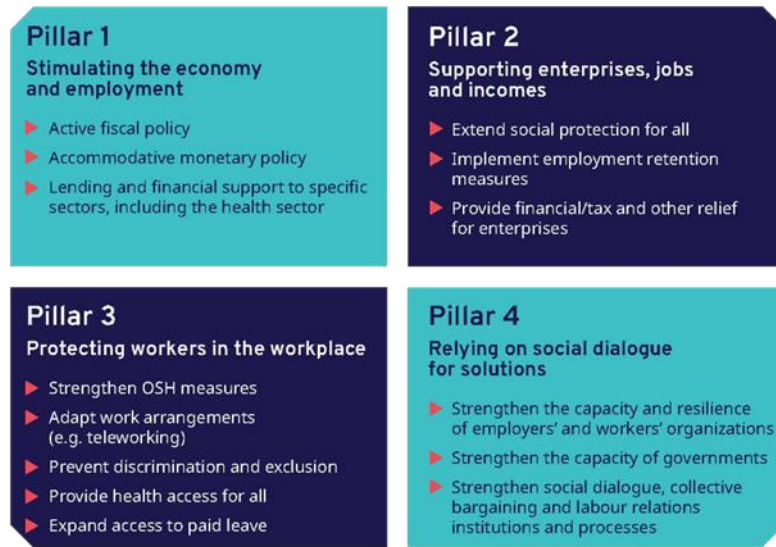 Pillar 1
Stimulating the economy
and employment
Active fiscal policy
Accommodative monetary policy
Lending and financial support to specific
sectors, including the health sector
Pillar 2
Supporting enterprises, jobs
and incomes
Extend social protection for all
Implement employment retention
measures
Provide financial/tax and other relief
for enterprises
Pillar 3
Protecting workers in the workplace
Strengthen OSH measures
Adapt work arrangements
(e.g. teleworking)
Prevent discrimination and exclusion
Provide health access for all
Expand access to paid leave
Pillar 4
Relying on social dialogue
for solutions
Strengthen the capacity and resilience
of employers’ and workers’ organizations
Strengthen the capacity of governments
Strengthen social dialogue, collective
bargaining and labour relations
institutions and processes